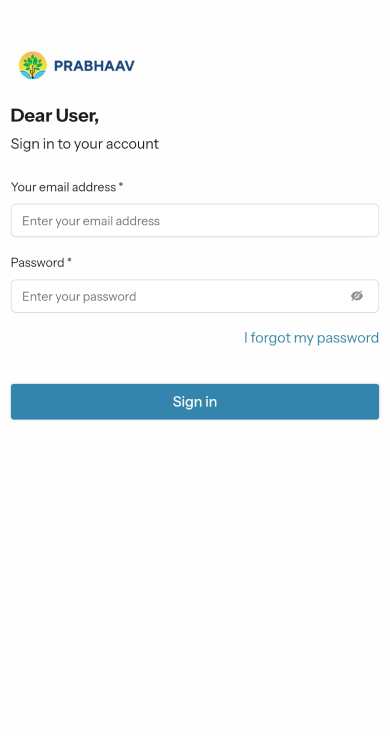 PRABHAAV
Dear User,
Sign in to your account
Your email address *
Enter your email address
Password *
Enter your password
I forgot my password
Sign in